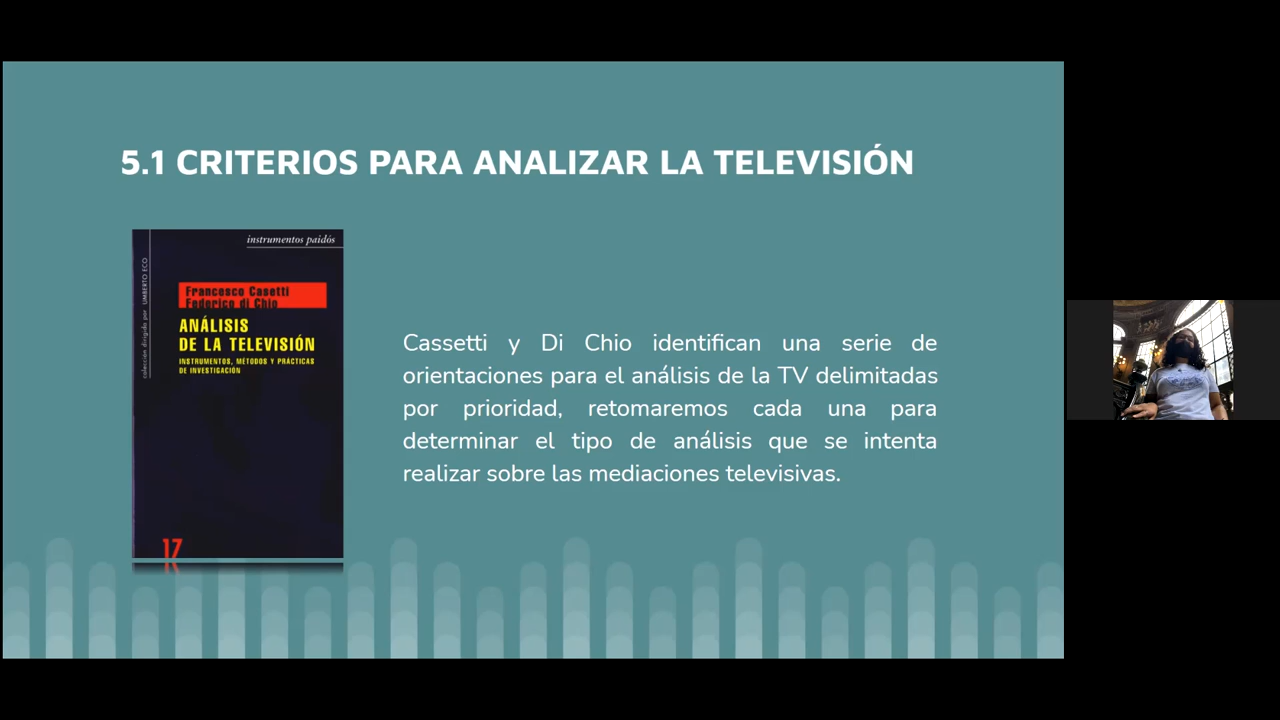 5.1 CRITERIOS PARA ANALIZAR LA TELEVISIÓN
instrumentos paidós
colección dirigida por UMBERTO ECO
Francesco Casetti
Federico di Chio
ANÁLISIS
DE LA TELEVISIÓN
INSTRUMENTOS, MÉTODOS Y PRÁCTICAS
DE INVESTIGACIÓN
17
Cassetti y Di Chio identifican una serie de
orientaciones para el análisis de la TV delimitadas
por prioridad, retomaremos cada una para
determinar el tipo de análisis que se intenta
realizar sobre las mediaciones televisivas.